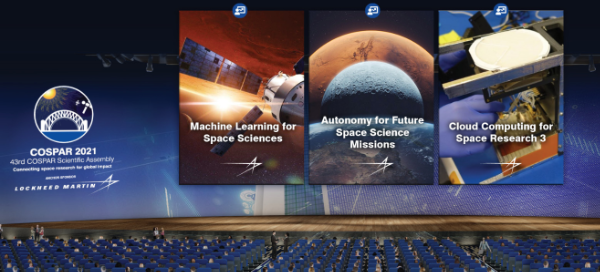 COSPAR 2021
43rd COSPAR Scientific Assembly
Connecting space research for global impact
LOCKHEED MARTIN
Machine Learning for
Space Sciences
Autonomy for Future
Space Science
Missions
Cloud Computing for
Space Research 3